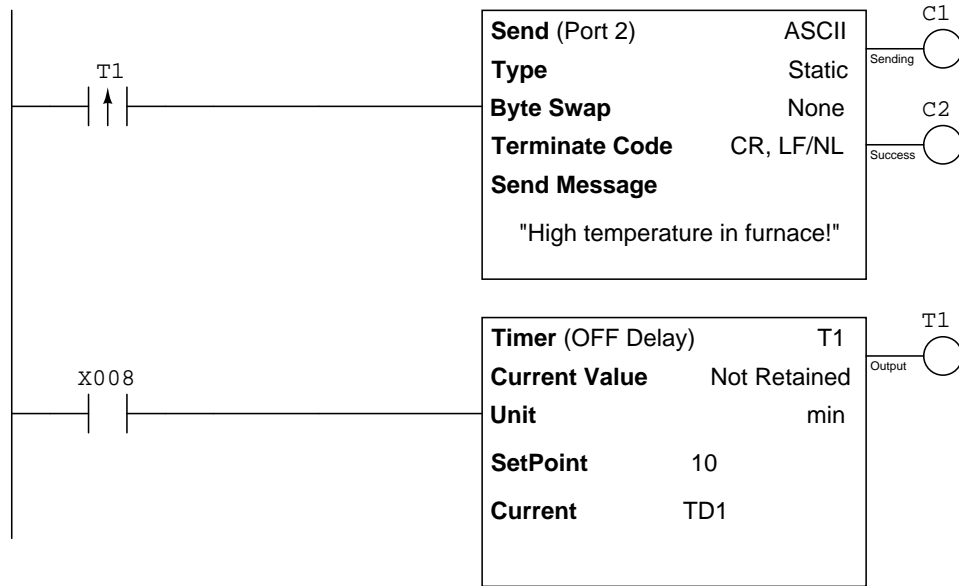 C1
Send (Port 2) ASCII
Sending
T1
Type Static
Byte Swap None
C2
Terminate Code CR, LF/NL
Success
Send Message
"High temperature in furnace!"
T1
Timer (OFF Delay) T1
Output
X008
Current Value Not Retained
Unit min
SetPoint 10
Current TD1